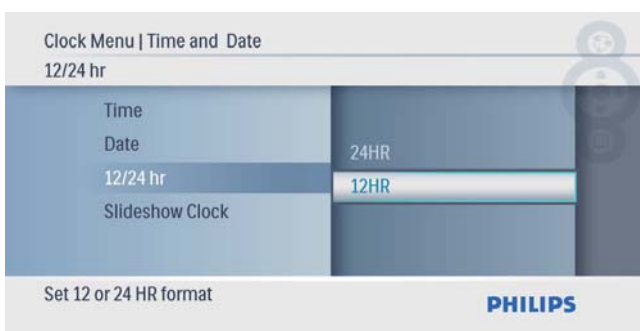 Clock Menu | Time and Date
12/24 hr
Time
Date
12/24 hr
Slideshow Clock
24HR
12HR
Set 12 or 24 HR format
PHILIPS